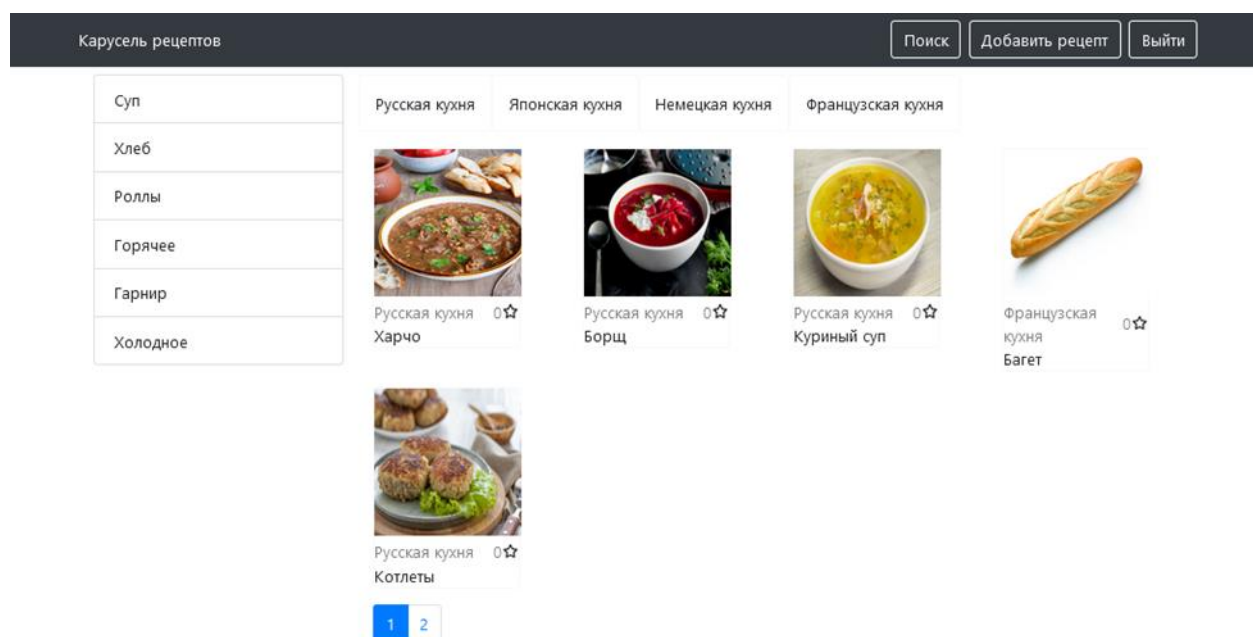 Карусель рецептов
Поиск
Добавить рецепт
Выйти
Суп
Хлеб
Роллы
Горячее
Гарнир
Холодное
Русская кухня
Японская кухня
Немецкая кухня
Французская кухня
Русская кухня 0
Харчо
Русская кухня 0
Борщ
Русская кухня 0
Куриный суп
Французская
кухня
0
Багет
Русская кухня 0
Котлеты
1 2